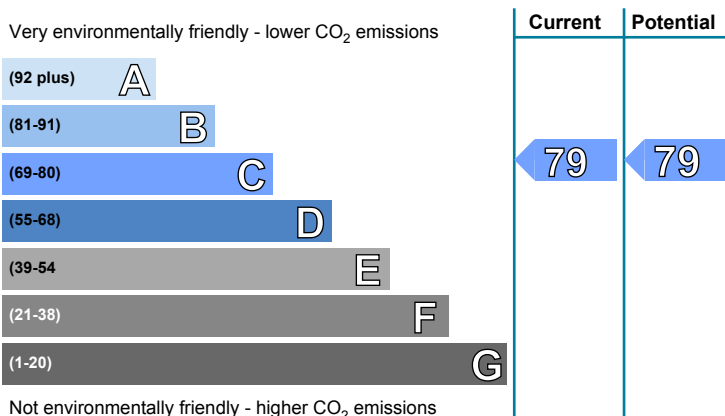 Very environmentally friendly - lower CO₂ emissions
Current
Potential
(92 plus) A
(81-91) B
(69-80) C
79
79
(55-68) D
(39-54 E
(21-38) F
(1-20) G
Not environmentally friendly - higher CO₂ emissions